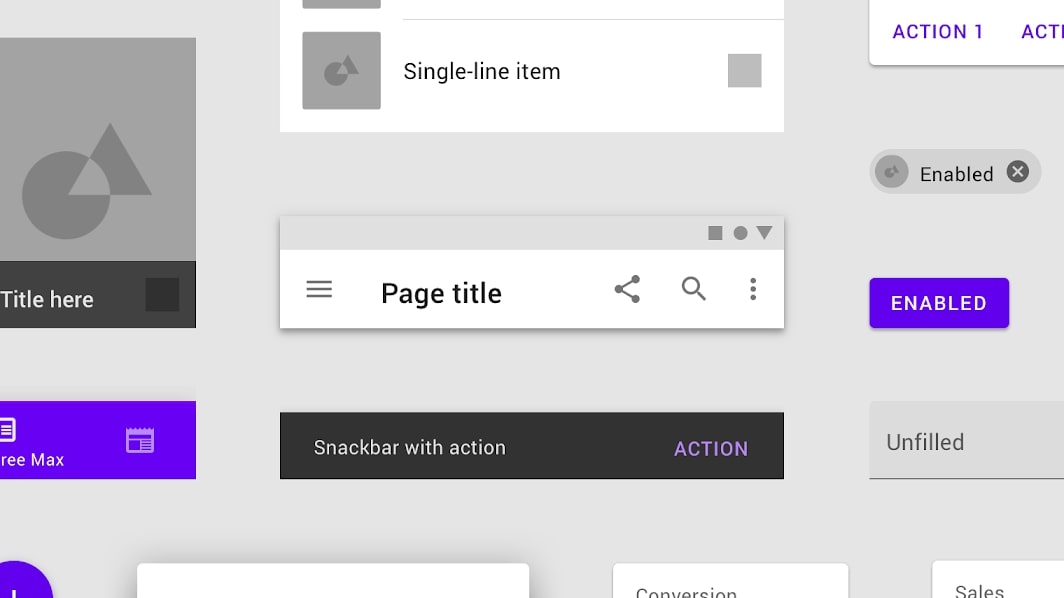 ACTION 1
Single-line item
Enabled
Title here
Page title
ENABLED
ree Max
Snackbar with action
ACTION
Unfilled
Conversion
Sales